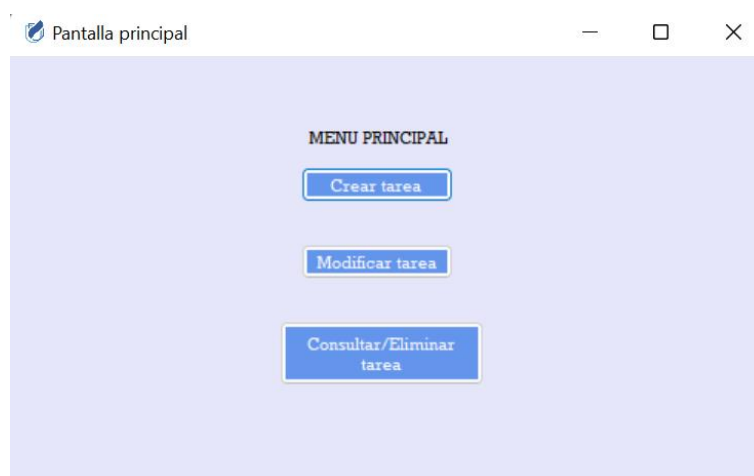 Pantalla principal
MENU PRINCIPAL
Crear tarea
Modificar tarea
Consultar/Eliminar
tarea